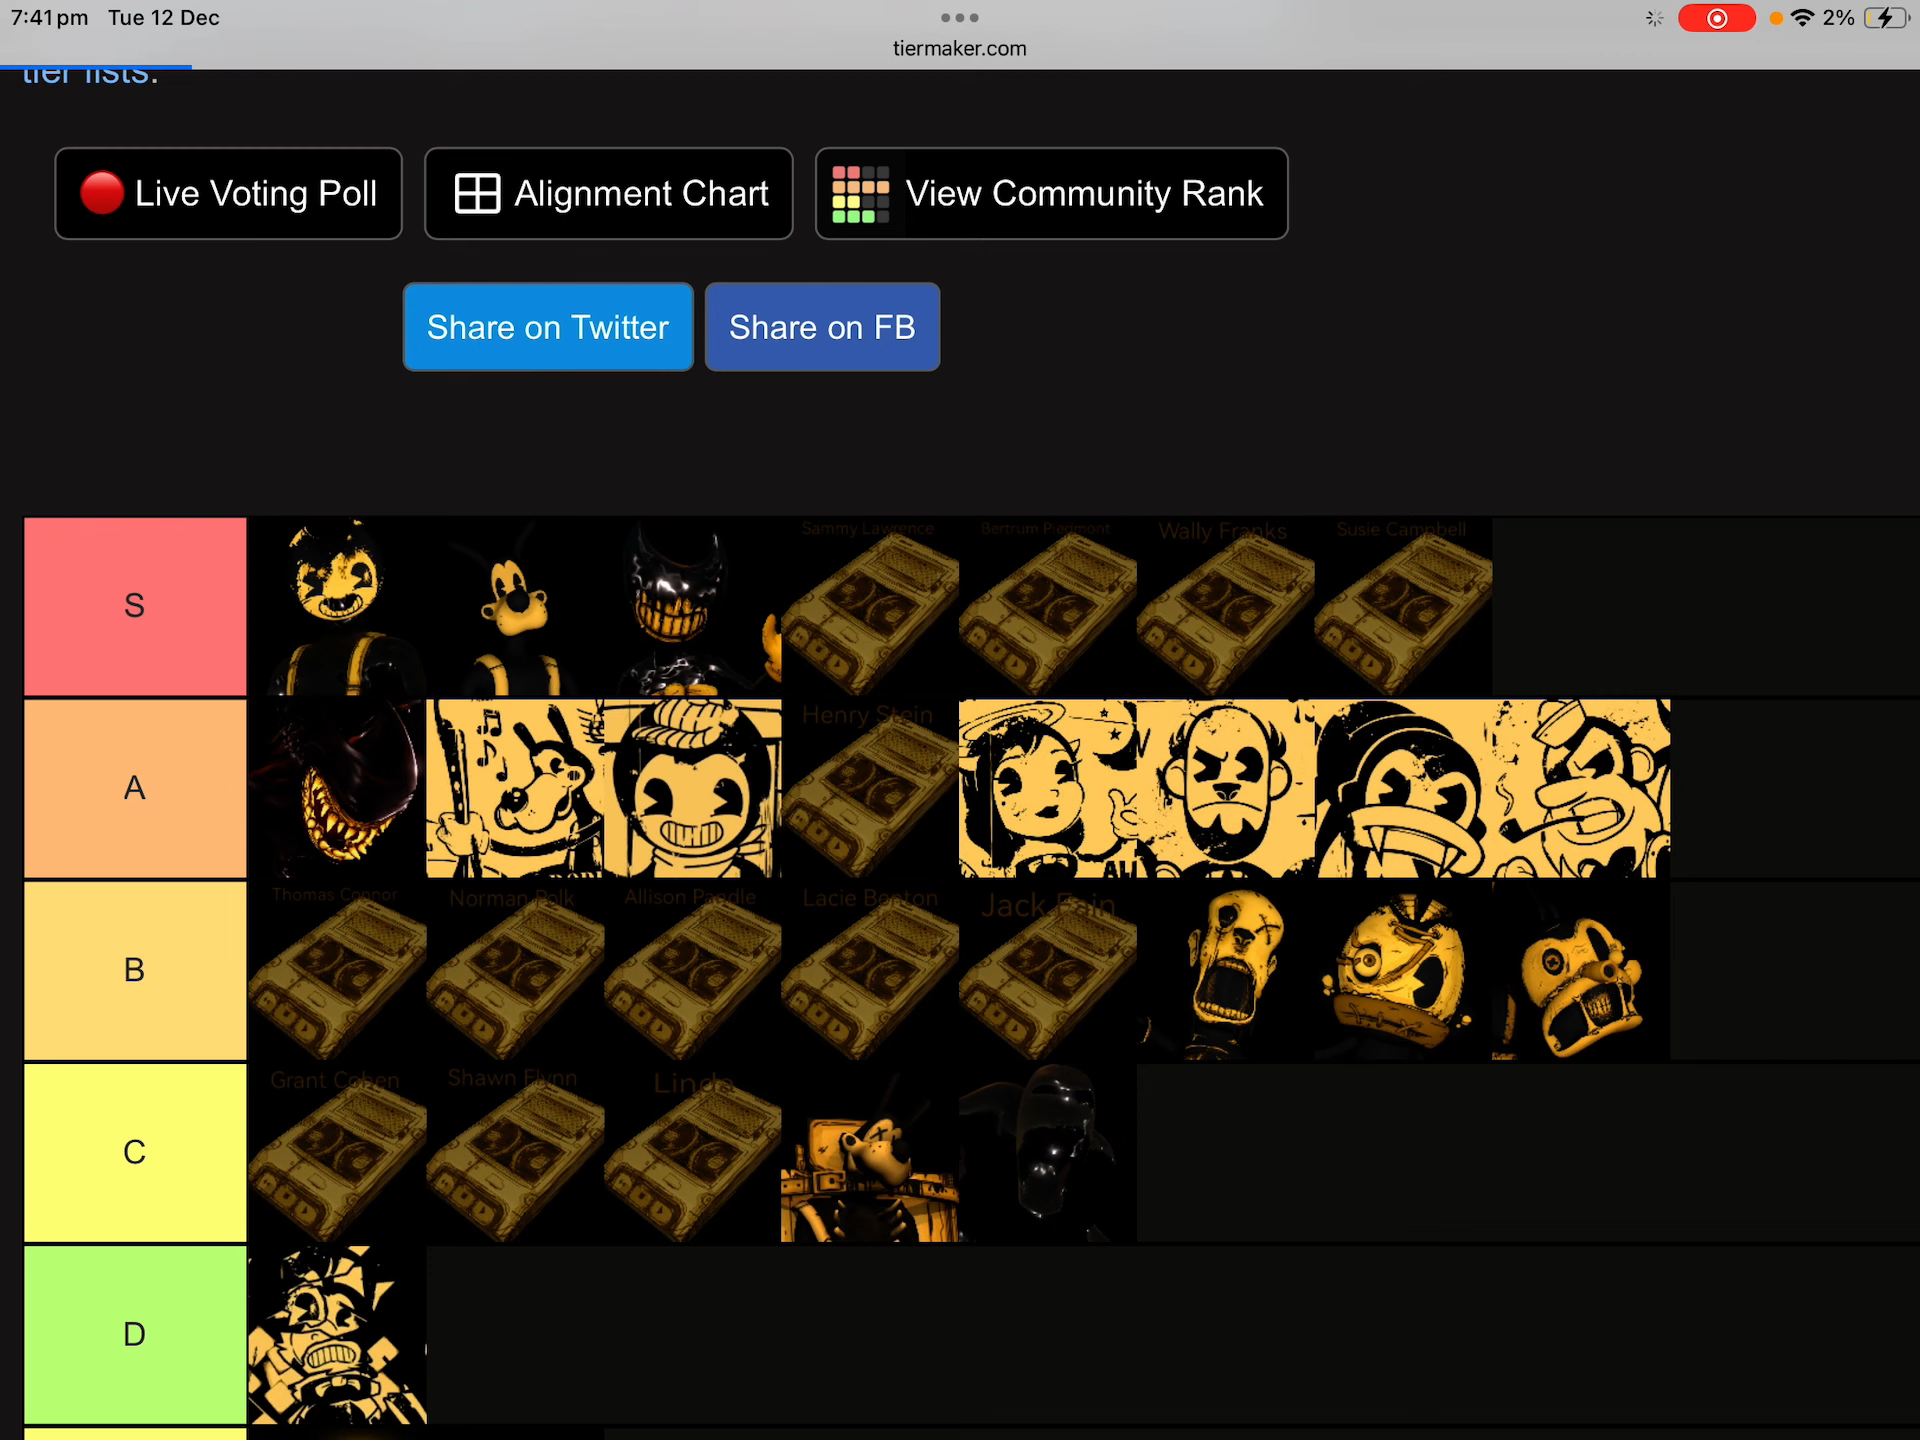 7:41 pm Tue 12 Dec
2%
tiermaker.com
tier lists.
Live Voting Poll
Alignment Chart
View Community Rank
Share on Twitter
Share on FB
S
Sammy Lawrence
Bertrum Piedmont
Wally Franks
Susie Campbell
A
Henry Stein
B
Thomas Connor
Norman Polk
Allison Pendle
Lacie Benton
Jack Fain
C
Grant Cohen
Shawn Flynn
Linda
D